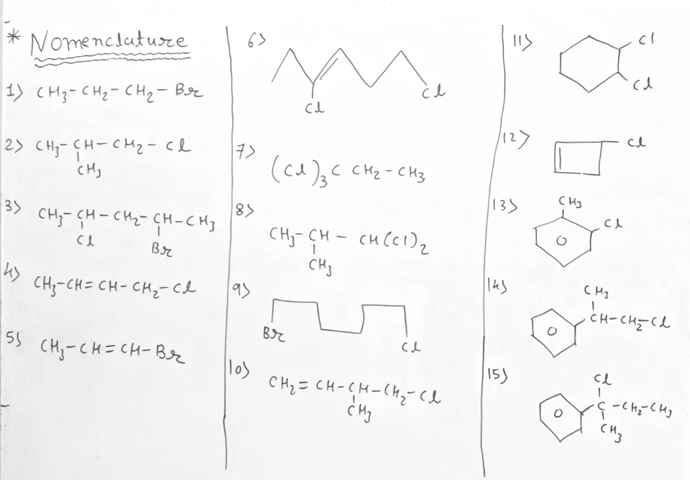 * Nomenclature
1) CH₃-CH₂-CH₂-Br
2) CH₃-CH-CH₂-Cl
CH₃
3) CH₃-CH-CH₂-CH-CH₃
Cl Br
4) CH₃-CH=CH-CH₂-Cl
5) CH₃-CH=CH-Br
6)
Cl Cl
7)
(Cl)₃C CH₂-CH₃
8)
CH₃-CH-CH(Cl)₂
CH₃
9)
Br Cl
10)
CH₂=CH-CH-CH₂-Cl
CH₃
11) Cl
Cl
12) Cl
13) CH₃
Cl
14) CH₃
CH-CH₂-Cl
15) Cl
C-CH₂-CH₃
CH₃